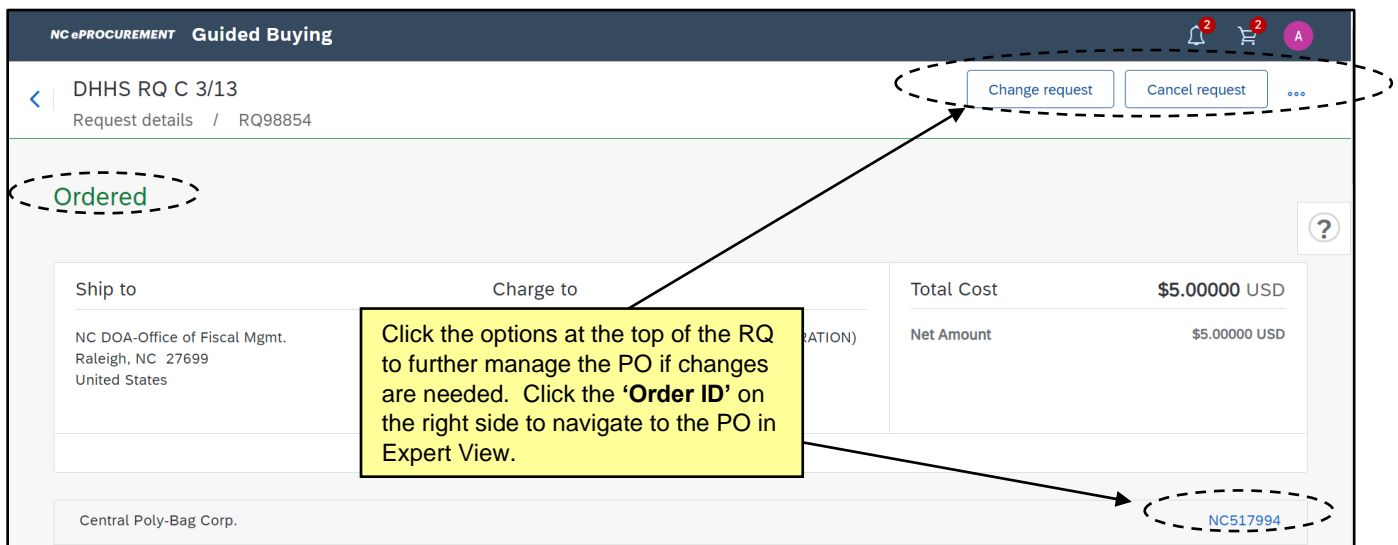 NC ePROCUREMENT Guided Buying
2 2 A
DHHS RQ C 3/13
Change request Cancel request
Request details / RQ98854
Ordered
?
Ship to Charge to Total Cost $5.00000 USD
NC DOA-Office of Fiscal Mgmt.
Raleigh, NC 27699
United States
RATION)
Net Amount $5.00000 USD
Click the options at the top of the RQ
to further manage the PO if changes
are needed. Click the ‘Order ID’ on
the right side to navigate to the PO in
Expert View.
Central Poly-Bag Corp. NC517994